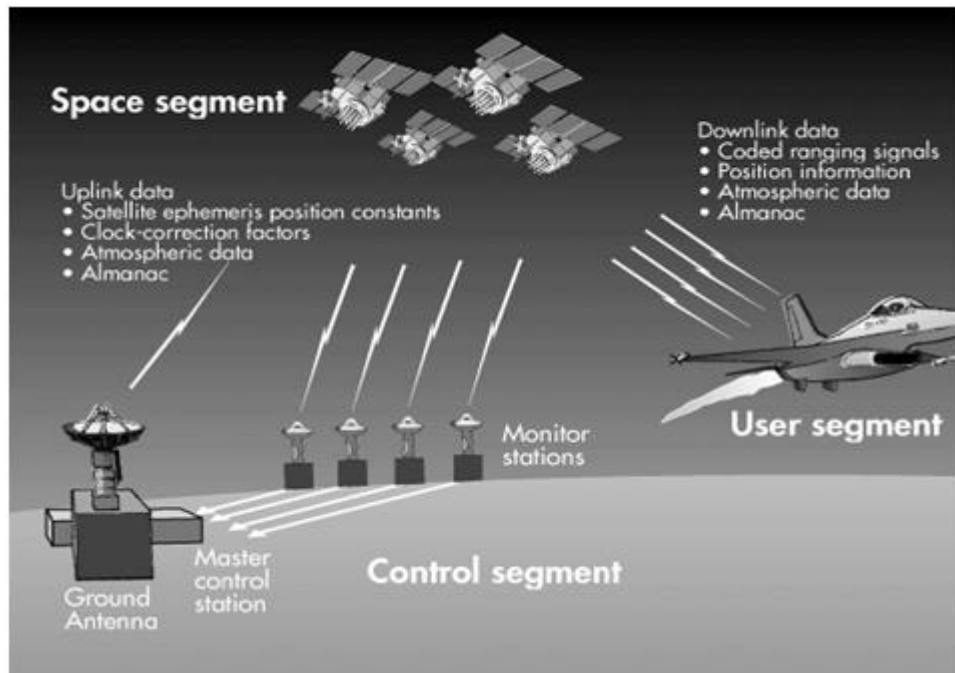 Space segment
Uplink data
• Satellite ephemeris position constants
• Clock-correction factors
• Atmospheric data
• Almanac
Downlink data
• Coded ranging signals
• Position information
• Atmospheric data
• Almanac
User segment
Monitor
stations
Control segment
Master
control
station
Ground
Antenna